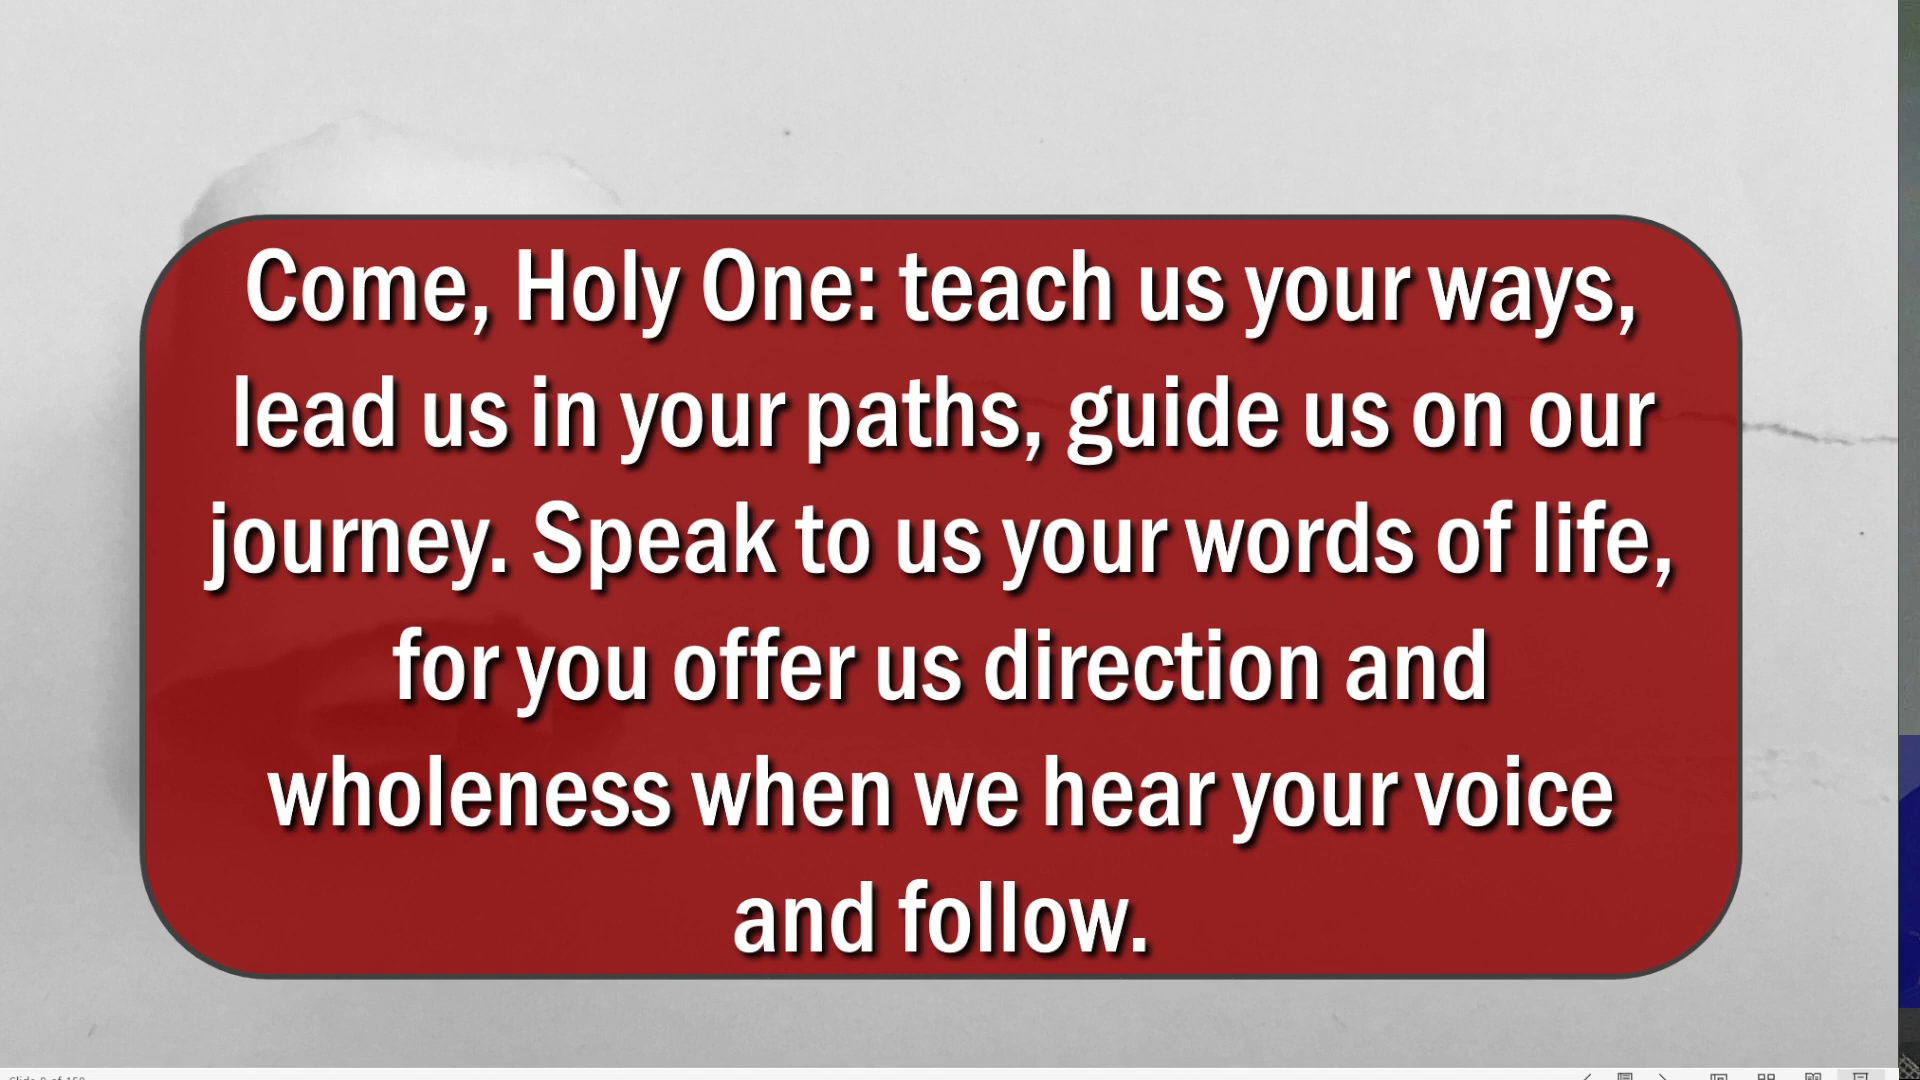 Come, Holy One: teach us your ways,
lead us in your paths, guide us on our
journey. Speak to us your words of life,
for you offer us direction and
wholeness when we hear your voice
and follow.